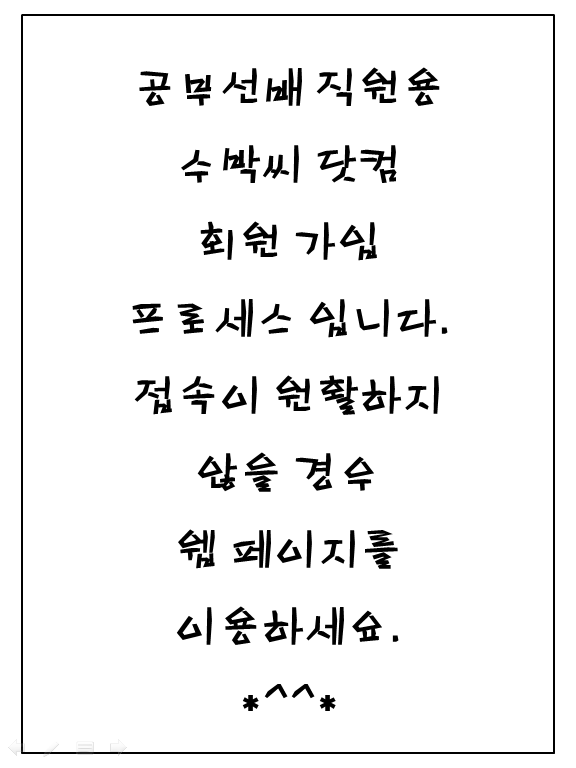 공부선배 직원용
수박씨 닷컴
회원 가입
프로세스 입니다.
접속이 원활하지
않을 경우
웹 페이지를
이용하세요.
*^^*